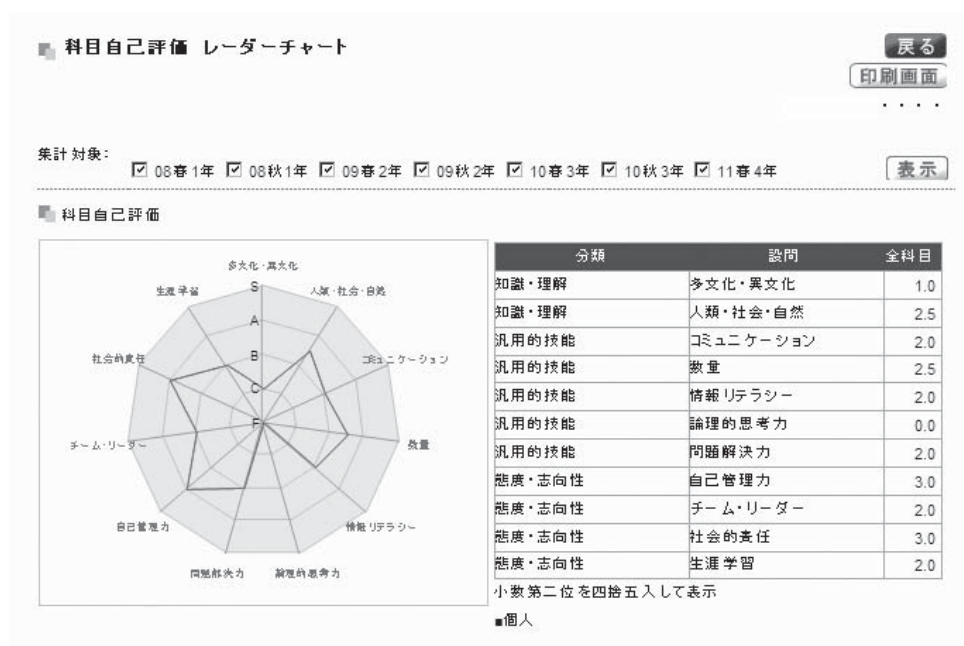 科目自己評価 レーダーチャート
戻る
印刷画面
・・・・
集計対象:
08春1年 08秋1年 09春2年 09秋2年 10春3年 10秋3年 11春4年
表示
科目自己評価
多文化・異文化
生涯学習 S 人類・社会・自然
A
社会的責任 B コミュニケーション
C
F
チーム・リーダー 数量
自己管理力 情報リテラシー
問題解決力 論理的思考力
分類 設問 全科目
知識・理解 多文化・異文化 1.0
知識・理解 人類・社会・自然 2.5
汎用的技能 コミュニケーション 2.0
汎用的技能 数量 2.5
汎用的技能 情報リテラシー 2.0
汎用的技能 論理的思考力 0.0
汎用的技能 問題解決力 2.0
態度・志向性 自己管理力 3.0
態度・志向性 チーム・リーダー 2.0
態度・志向性 社会的責任 3.0
態度・志向性 生涯学習 2.0
小数第二位を四捨五入して表示
■個人